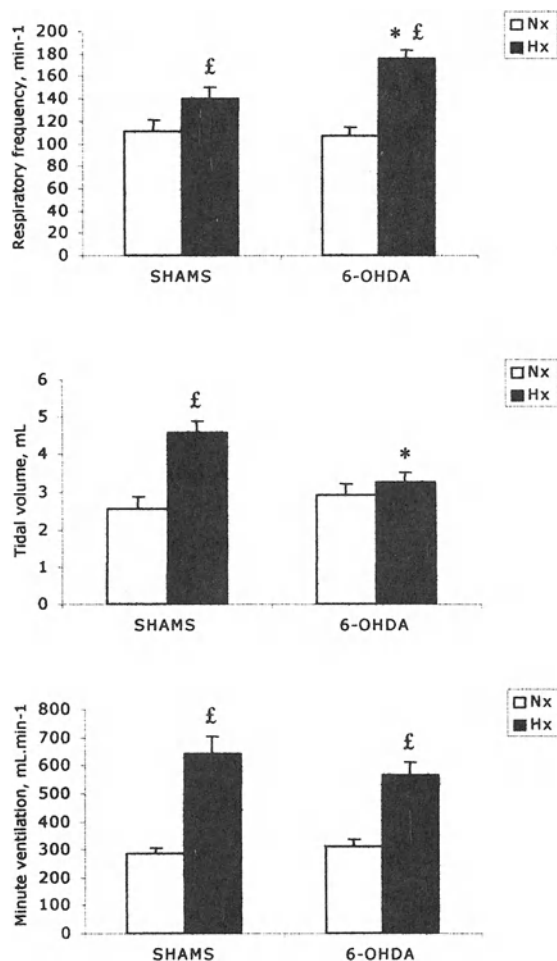 Respiratory frequency, min-1
200
180
160
140
120
100
80
60
40
20
0
£
* £
SHAMS
6-OHDA
Nx
Hx
Tidal volume, mL
6
5
4
3
2
1
0
£
*
SHAMS
6-OHDA
Nx
Hx
Minute ventilation, mL.min-1
800
700
600
500
400
300
200
100
0
£
£
SHAMS
6-OHDA
Nx
Hx